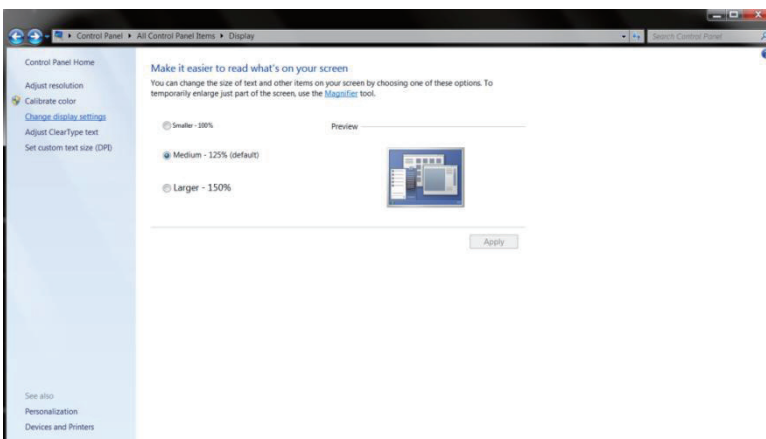 Control Panel ▸ All Control Panel Items ▸ Display
Search Control Panel
Control Panel Home
Adjust resolution
Calibrate color
Change display settings
Adjust ClearType text
Set custom text size (DPI)
See also
Personalization
Devices and Printers
Make it easier to read what's on your screen
You can change the size of text and other items on your screen by choosing one of these options. To
temporarily enlarge just part of the screen, use the Magnifier tool.
Smaller - 100%
Preview
Medium - 125% (default)
Larger - 150%
Apply